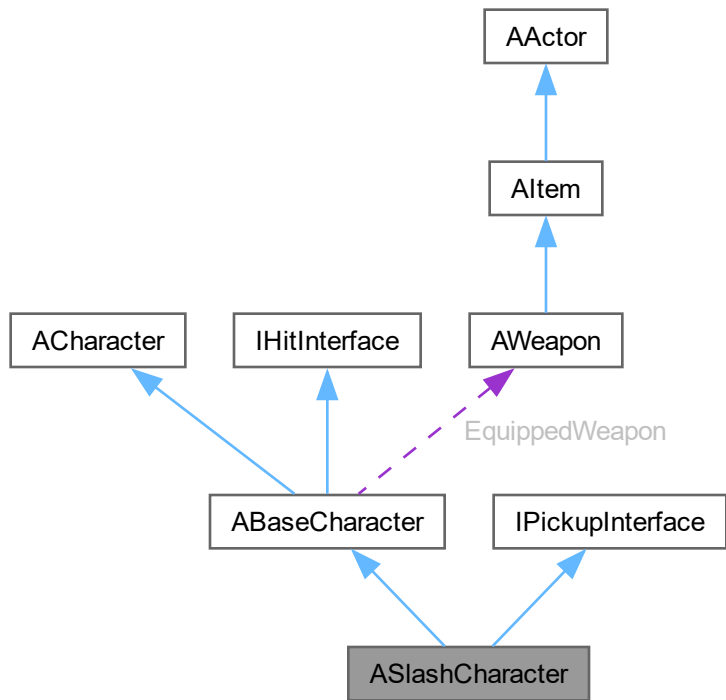 AActor
AItem
ACharacter
IHitInterface
AWeapon
EquippedWeapon
ABaseCharacter
IPickupInterface
ASlashCharacter